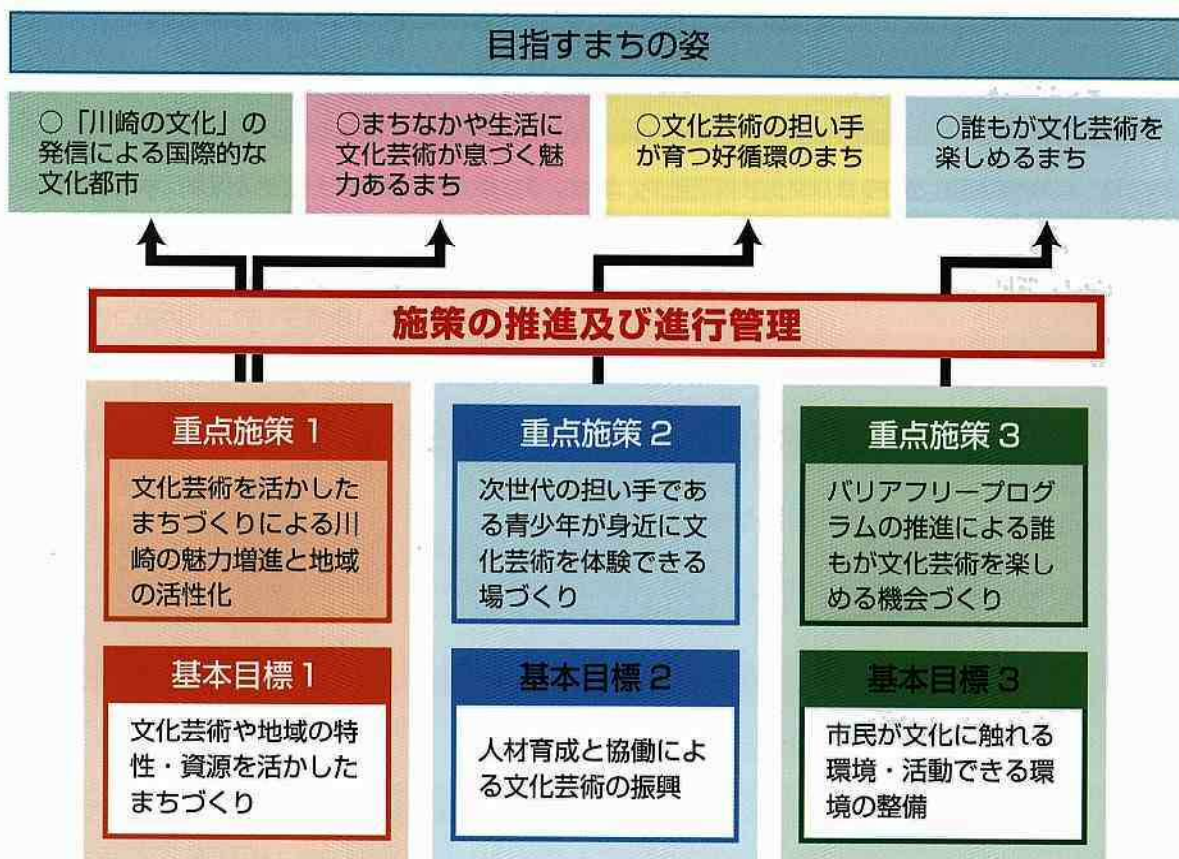 目指すまちの姿
○「川崎の文化」の
発信による国際的な
文化都市
○まちなかや生活に
文化芸術が息づく魅
力あるまち
○文化芸術の担い手
が育つ好循環のまち
○誰もが文化芸術を
楽しめるまち
施策の推進及び進行管理
重点施策 1
文化芸術を活かした
まちづくりによる川
崎の魅力増進と地域
の活性化
基本目標 1
文化芸術や地域の特
性・資源を活かした
まちづくり
重点施策 2
次世代の担い手であ
る青少年が身近に文
化芸術を体験できる
場づくり
基本目標 2
人材育成と協働によ
る文化芸術の振興
重点施策 3
バリアフリープログ
ラムの推進による誰
もが文化芸術を楽し
める機会づくり
基本目標 3
市民が文化に触れる
環境・活動できる環
境の整備